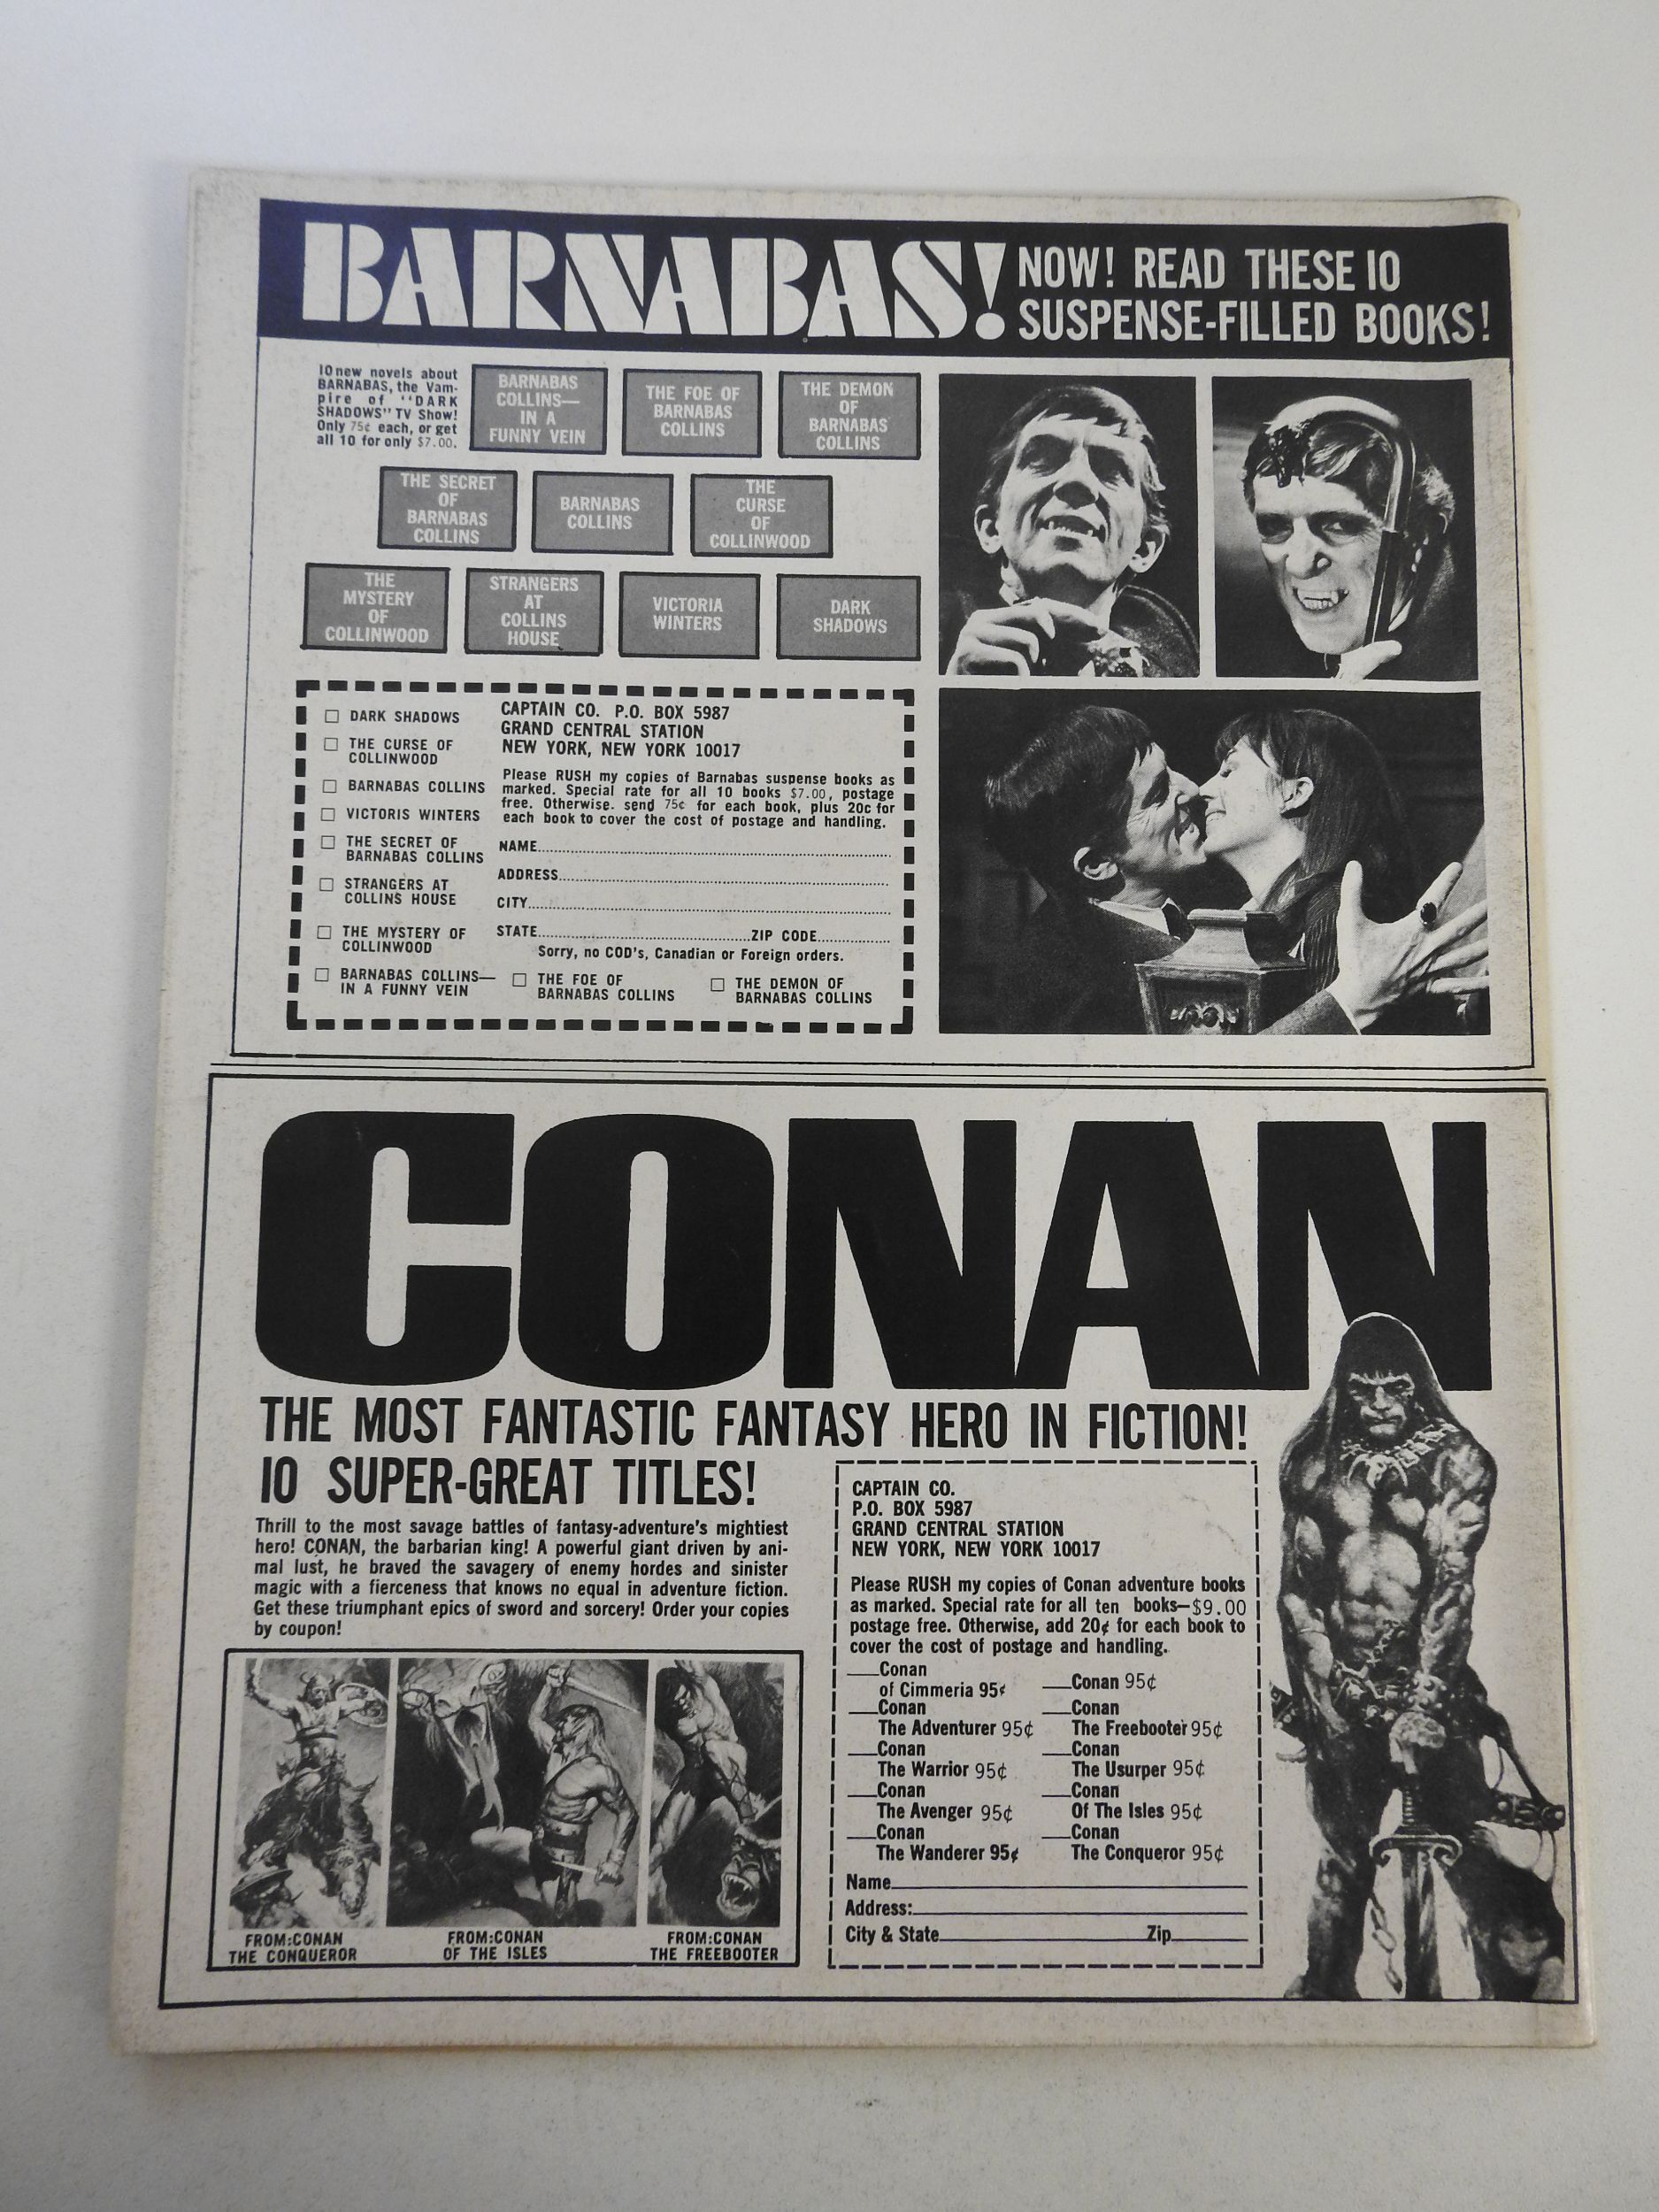 BARNABAS!
NOW! READ THESE 10
SUSPENSE-FILLED BOOKS!
10 new novels about
BARNABAS, the Vam-
pire of "DARK
SHADOWS" TV Show!
Only 75¢ each, or get
all 10 for only $7.00.
BARNABAS
COLLINS—
IN A
FUNNY VEIN
THE FOE OF
BARNABAS
COLLINS
THE DEMON
OF
BARNABAS
COLLINS
THE SECRET
OF
BARNABAS
COLLINS
BARNABAS
COLLINS
THE
CURSE
OF
COLLINWOOD
THE
MYSTERY
OF
COLLINWOOD
STRANGERS
AT
COLLINS
HOUSE
VICTORIA
WINTERS
DARK
SHADOWS
DARK SHADOWS
THE CURSE OF
COLLINWOOD
BARNABAS COLLINS
VICTORIS WINTERS
THE SECRET OF
BARNABAS COLLINS
STRANGERS AT
COLLINS HOUSE
THE MYSTERY OF
COLLINWOOD
BARNABAS COLLINS—
IN A FUNNY VEIN
THE FOE OF
BARNABAS COLLINS
THE DEMON OF
BARNABAS COLLINS
CAPTAIN CO. P.O. BOX 5987
GRAND CENTRAL STATION
NEW YORK, NEW YORK 10017
Please RUSH my copies of Barnabas suspense books as
marked. Special rate for all 10 books $7.00, postage
free. Otherwise. send 75¢ for each book, plus 20c for
each book to cover the cost of postage and handling.
NAME
ADDRESS
CITY
STATE ZIP CODE
Sorry, no COD's, Canadian or Foreign orders.
CONAN
THE MOST FANTASTIC FANTASY HERO IN FICTION!
10 SUPER-GREAT TITLES!
Thrill to the most savage battles of fantasy-adventure's mightiest
hero! CONAN, the barbarian king! A powerful giant driven by ani-
mal lust, he braved the savagery of enemy hordes and sinister
magic with a fierceness that knows no equal in adventure fiction.
Get these triumphant epics of sword and sorcery! Order your copies
by coupon!
FROM:CONAN
THE CONQUEROR
FROM:CONAN
OF THE ISLES
FROM:CONAN
THE FREEBOOTER
CAPTAIN CO.
P.O. BOX 5987
GRAND CENTRAL STATION
NEW YORK, NEW YORK 10017
Please RUSH my copies of Conan adventure books
as marked. Special rate for all ten books—$9.00
postage free. Otherwise, add 20¢ for each book to
cover the cost of postage and handling.
Conan
of Cimmeria 95¢
Conan 95¢
Conan
The Adventurer 95¢
Conan
The Freebooter 95¢
Conan
The Warrior 95¢
Conan
The Usurper 95¢
Conan
The Avenger 95¢
Conan
Of The Isles 95¢
Conan
The Wanderer 95¢
Conan
The Conqueror 95¢
Name
Address:
City & State Zip